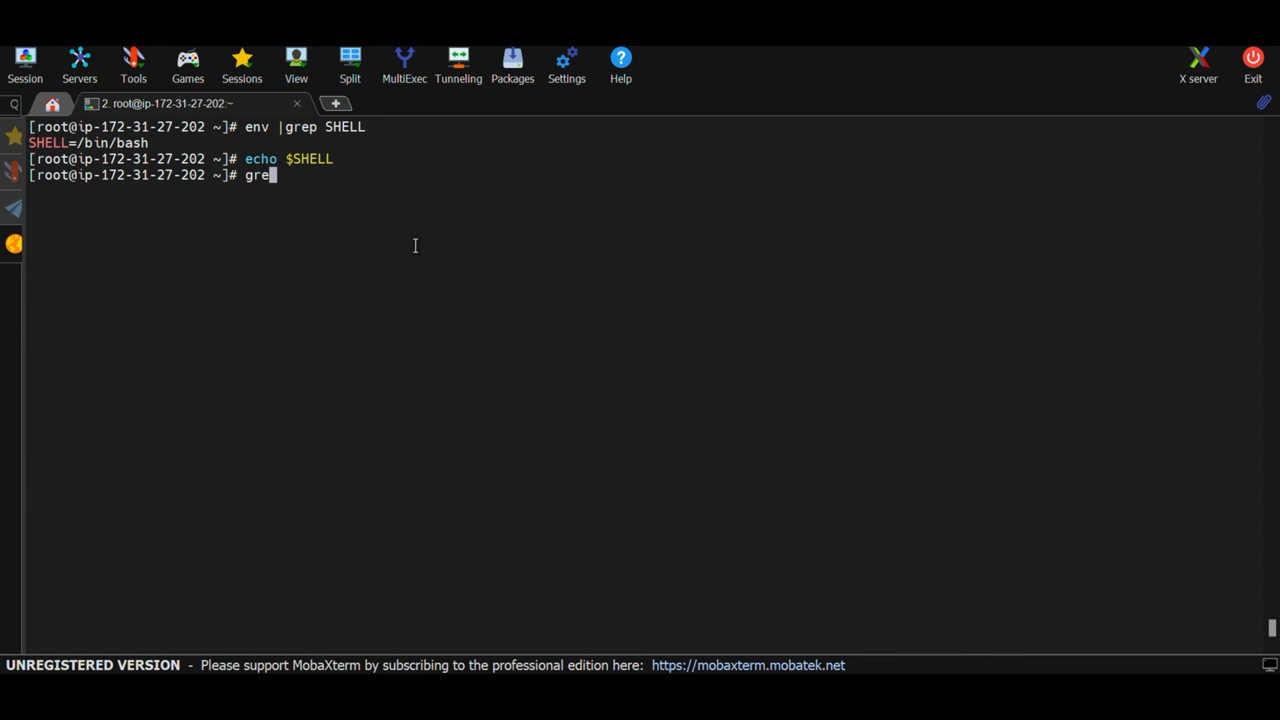 Session Servers Tools Games Sessions View Split MultiExec Tunneling Packages Settings Help X server Exit
2. root@ip-172-31-27-202:~
[root@ip-172-31-27-202 ~]# env |grep SHELL
SHELL=/bin/bash
[root@ip-172-31-27-202 ~]# echo $SHELL
[root@ip-172-31-27-202 ~]# gre
UNREGISTERED VERSION - Please support MobaXterm by subscribing to the professional edition here: https://mobaxterm.mobatek.net